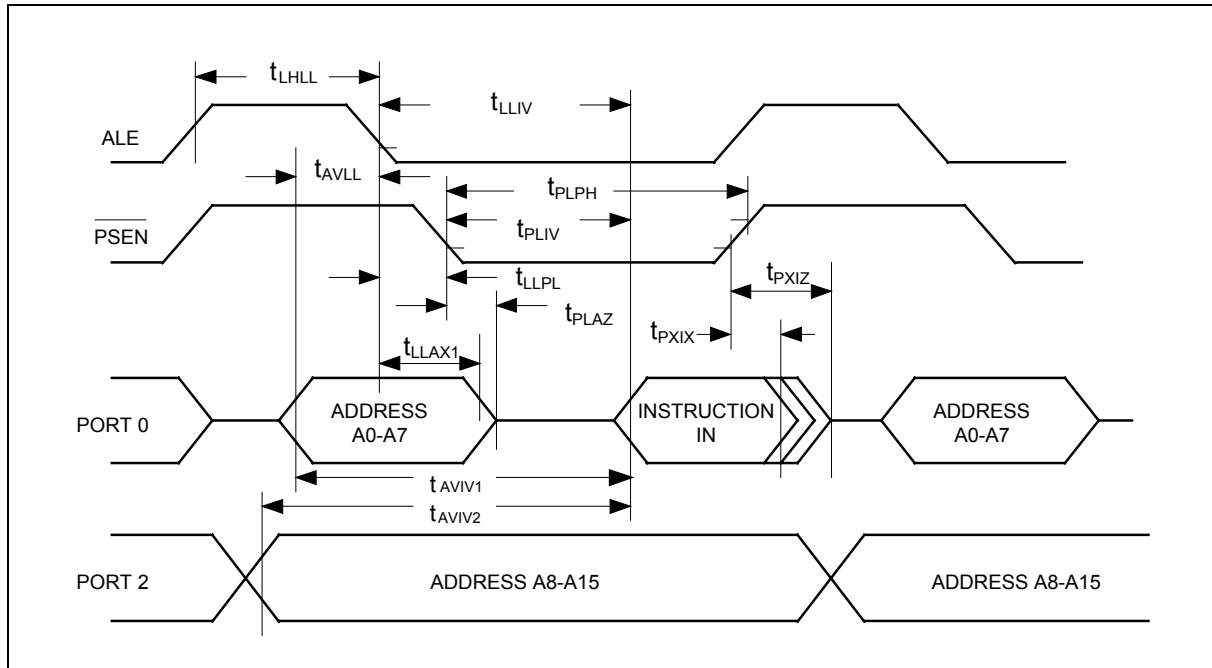 tLHLL
tLLIV
ALE
tAVLL
tPLPH
PSEN
tPLIV
tLLPL
tPXIZ
tPLAZ
tPXIX
tLLAX1
PORT 0
ADDRESS
A0-A7
INSTRUCTION
IN
ADDRESS
A0-A7
tAVIV1
tAVIV2
PORT 2
ADDRESS A8-A15
ADDRESS A8-A15